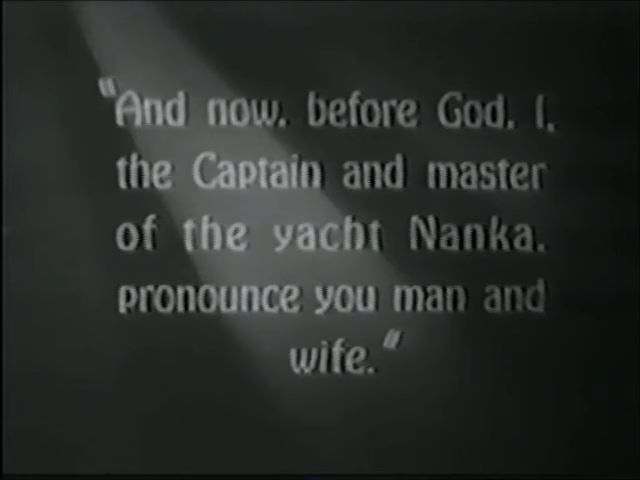 "And now, before God, I,
the Captain and master
of the yacht Nanka,
pronounce you man and
wife."